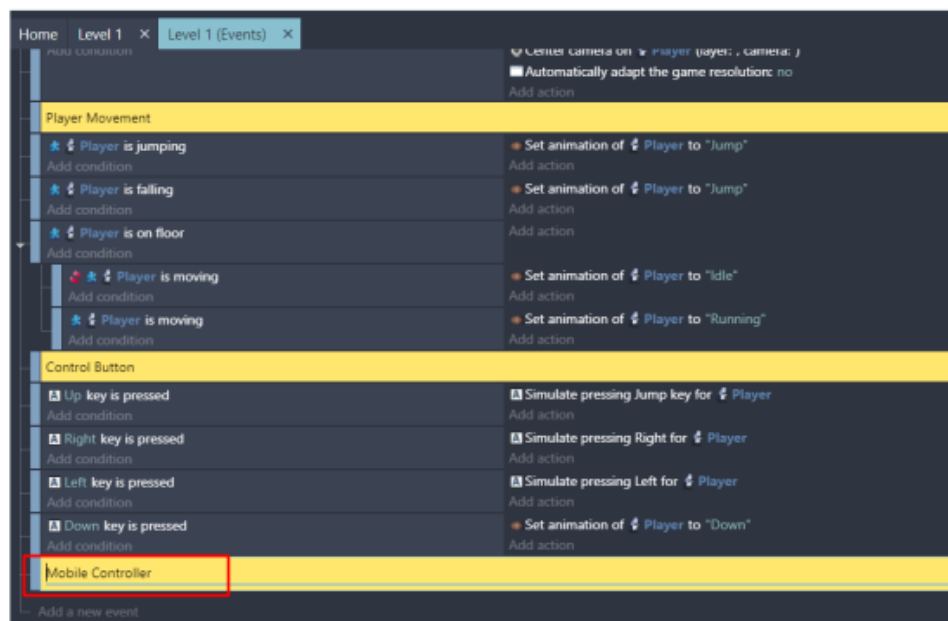 Home Level 1 × Level 1 (Events) ×
Add condition
Center camera on Player (layer: , camera: )
Automatically adapt the game resolution: no
Add action
Player Movement
Player is jumping
Add condition
Set animation of Player to "Jump"
Add action
Player is falling
Add condition
Set animation of Player to "Jump"
Add action
Player is on floor
Add condition
Add action
Player is moving
Add condition
Set animation of Player to "Idle"
Add action
Player is moving
Add condition
Set animation of Player to "Running"
Add action
Control Button
Up key is pressed
Add condition
Simulate pressing Jump key for Player
Add action
Right key is pressed
Add condition
Simulate pressing Right for Player
Add action
Left key is pressed
Add condition
Simulate pressing Left for Player
Add action
Down key is pressed
Add condition
Set animation of Player to "Down"
Add action
Mobile Controller
Add a new event